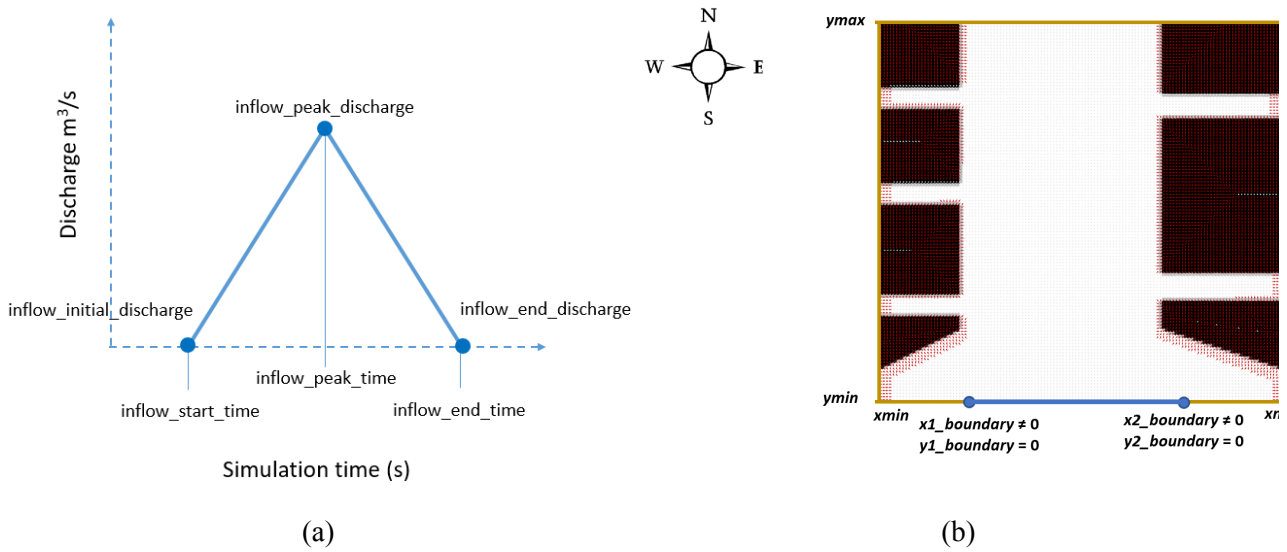 Discharge m³/s
inflow_peak_discharge
inflow_initial_discharge
inflow_end_discharge
inflow_peak_time
inflow_start_time
inflow_end_time
Simulation time (s)
(a)
N
W E
S
ymax
ymin
xmin
x1_boundary ≠ 0
y1_boundary = 0
x2_boundary ≠ 0
y2_boundary = 0
(b)